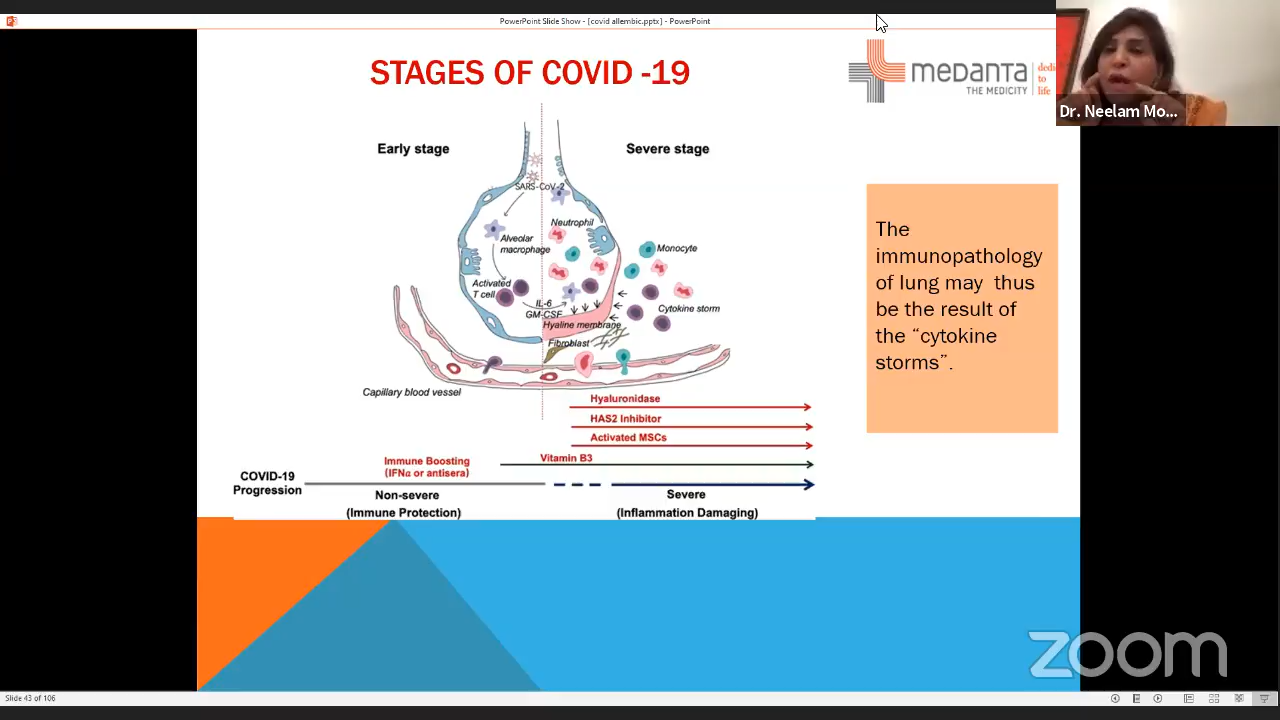 PowerPoint Slide Show - [covid allembic.pptx] - PowerPoint
STAGES OF COVID -19
MEDANTA
THE MEDICITY
dedi
to
life
Dr. Neelam Mo...
Early stage
Severe stage
SARS-CoV-2
Neutrophil
Alveolar
macrophage
Monocyte
Activated
T cell
IL-6
GM-CSF
Cytokine storm
Hyaline membrane
Fibroblast
Capillary blood vessel
The
immunopathology
of lung may thus
be the result of
the “cytokine
storms”.
Hyaluronidase
HAS2 Inhibitor
Activated MSCs
Vitamin B3
Immune Boosting
(IFNα or antisera)
COVID-19
Progression
Non-severe
(Immune Protection)
Severe
(Inflammation Damaging)
zoom
Slide 43 of 106